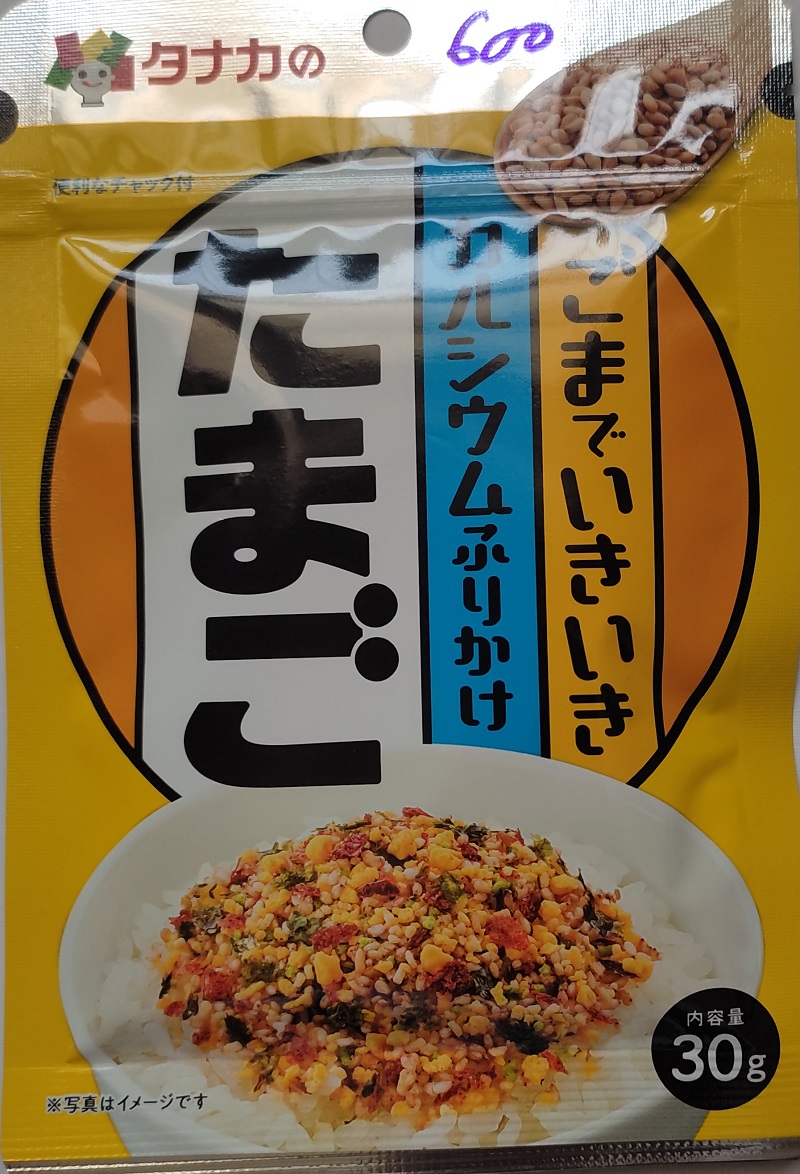 タナカの
600
便利なチャック付
ごまでいきいき
カルシウムふりかけ
たまご
内容量
30g
※写真はイメージです